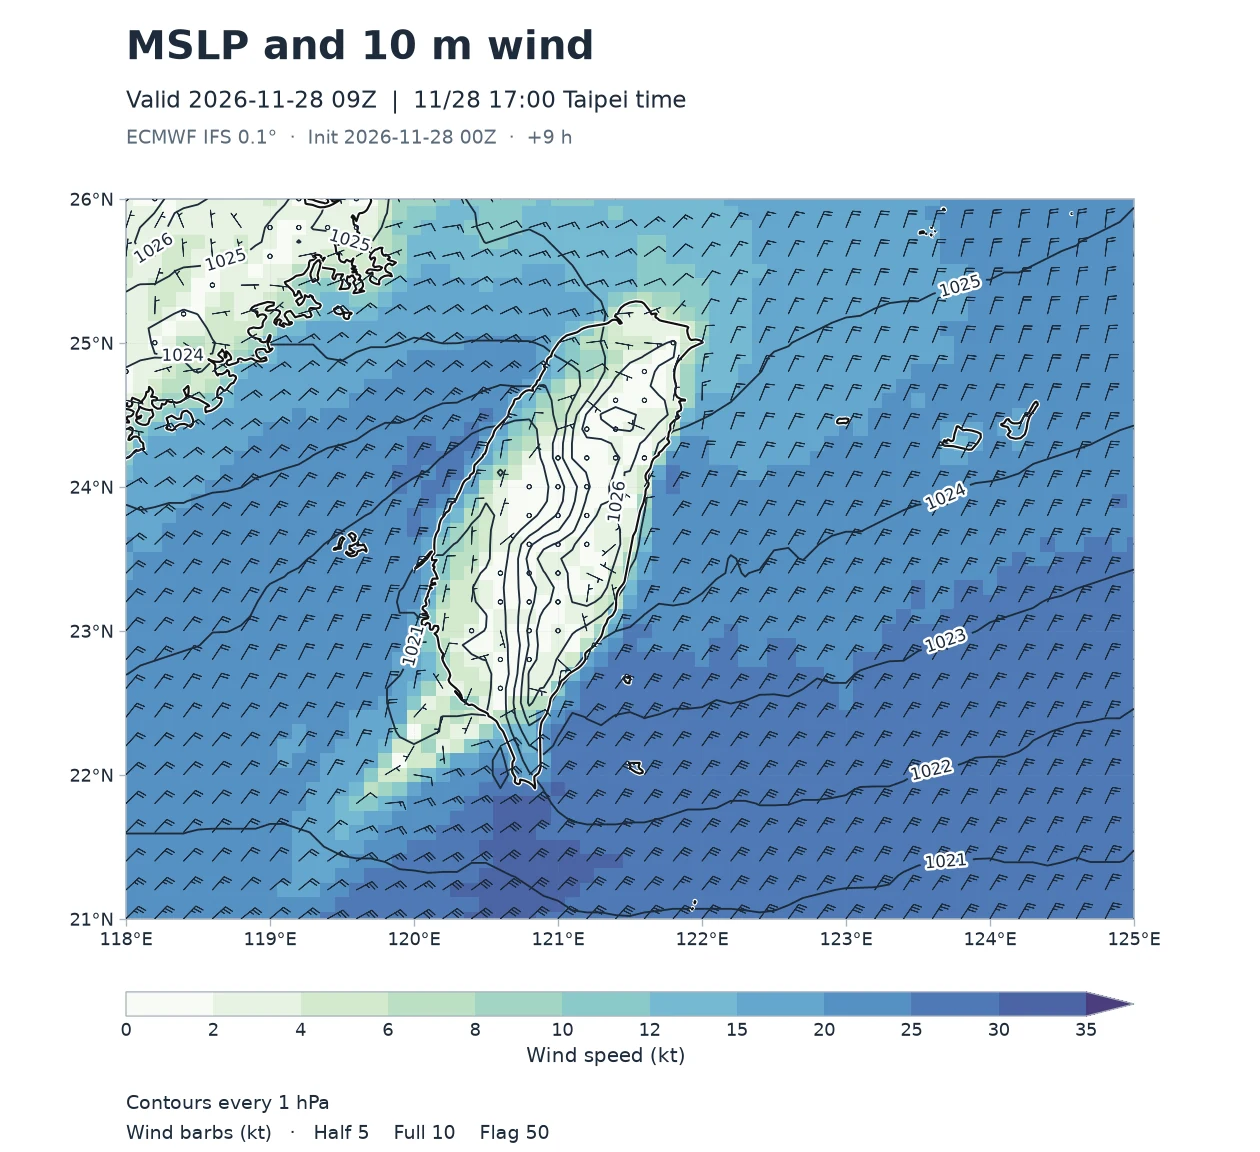 MSLP and 10 m wind
Valid 2026-11-28 09Z | 11/28 17:00 Taipei time
ECMWF IFS 0.1° · Init 2026-11-28 00Z · +9 h
26°N
1026
1025
1025
1025
25°N
1024
24°N
1026
1024
23°N
1021
1023
22°N
1022
1021
21°N
118°E 119°E 120°E 121°E 122°E 123°E 124°E 125°E
0 2 4 6 8 10 12 15 20 25 30 35
Wind speed (kt)
Contours every 1 hPa
Wind barbs (kt) · Half 5 Full 10 Flag 50